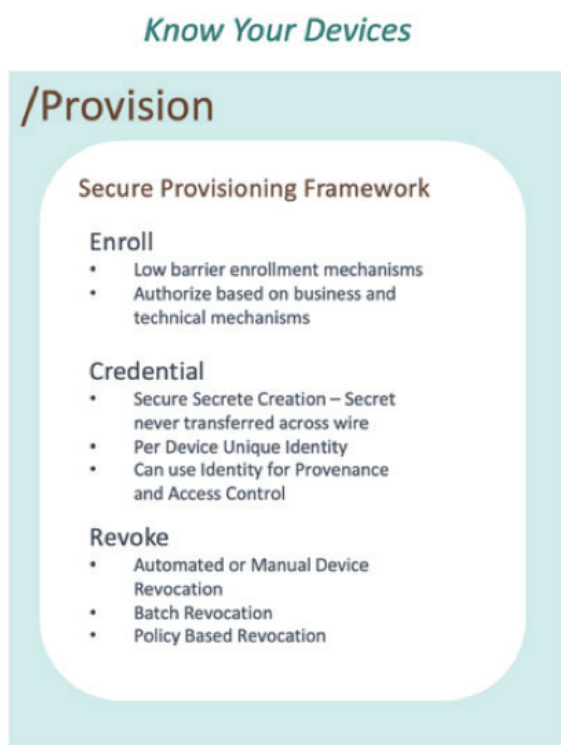 Know Your Devices
/Provision
Secure Provisioning Framework
Enroll
• Low barrier enrollment mechanisms
• Authorize based on business and
technical mechanisms
Credential
• Secure Secrete Creation – Secret
never transferred across wire
• Per Device Unique Identity
• Can use Identity for Provenance
and Access Control
Revoke
• Automated or Manual Device
Revocation
• Batch Revocation
• Policy Based Revocation